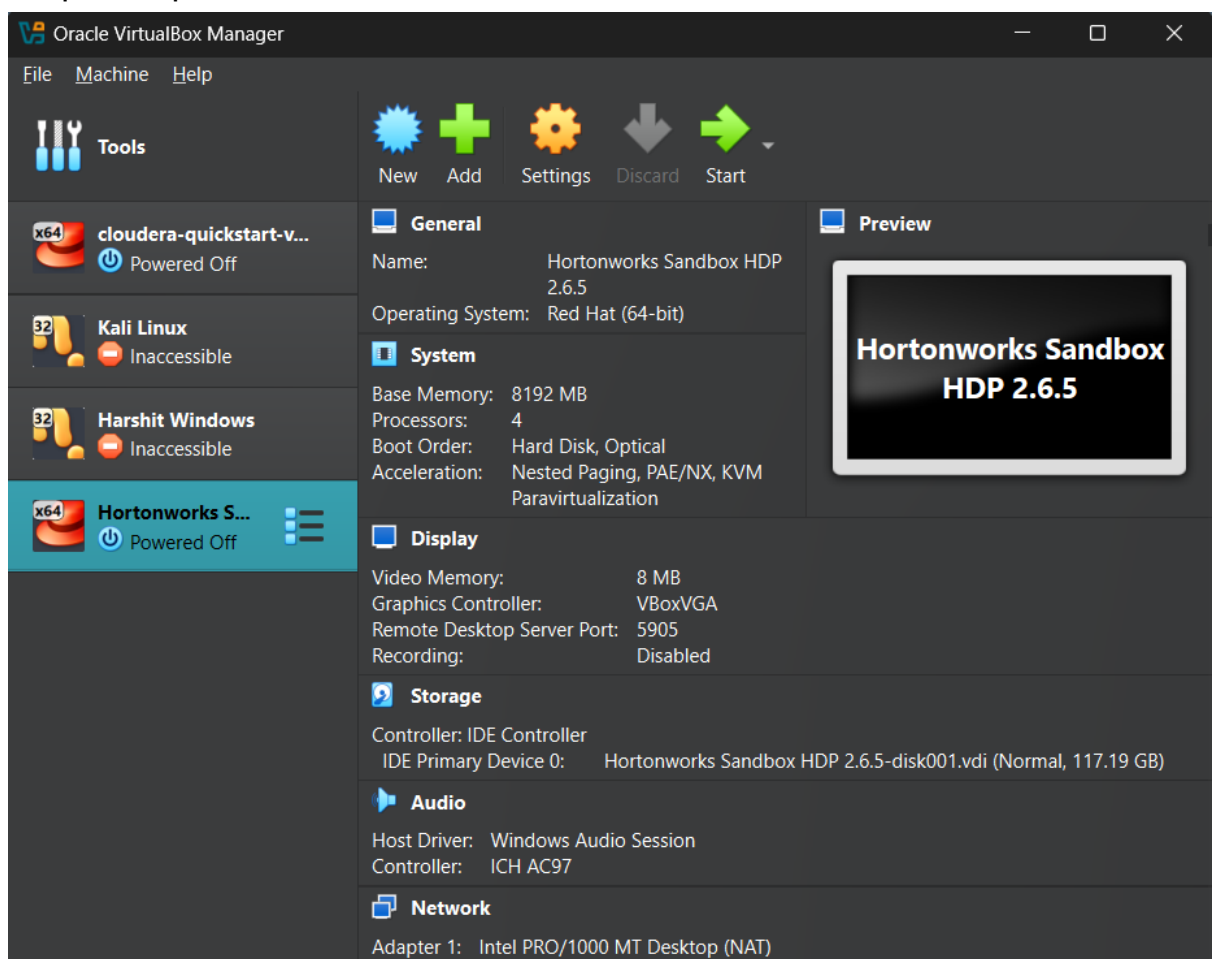 Oracle VirtualBox Manager
File Machine Help
Tools
New Add Settings Discard Start
x64
cloudera-quickstart-v...
Powered Off
32
Kali Linux
Inaccessible
32
Harshit Windows
Inaccessible
x64
Hortonworks S...
Powered Off
General
Name: Hortonworks Sandbox HDP
2.6.5
Operating System: Red Hat (64-bit)
System
Base Memory: 8192 MB
Processors: 4
Boot Order: Hard Disk, Optical
Acceleration: Nested Paging, PAE/NX, KVM
Paravirtualization
Preview
Hortonworks Sandbox
HDP 2.6.5
Display
Video Memory: 8 MB
Graphics Controller: VBoxVGA
Remote Desktop Server Port: 5905
Recording: Disabled
Storage
Controller: IDE Controller
IDE Primary Device 0: Hortonworks Sandbox HDP 2.6.5-disk001.vdi (Normal, 117.19 GB)
Audio
Host Driver: Windows Audio Session
Controller: ICH AC97
Network
Adapter 1: Intel PRO/1000 MT Desktop (NAT)